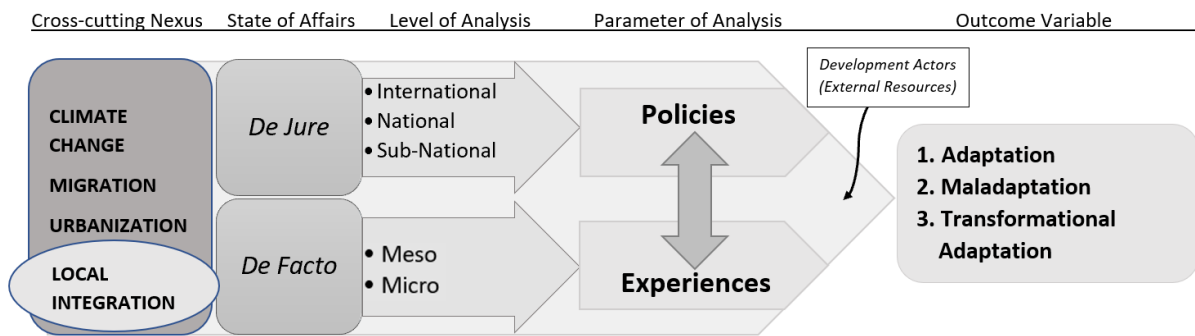 Cross-cutting Nexus
State of Affairs
Level of Analysis
Parameter of Analysis
Outcome Variable
CLIMATE
CHANGE
MIGRATION
URBANIZATION
LOCAL
INTEGRATION
De Jure
De Facto
• International
• National
• Sub-National
• Meso
• Micro
Policies
Experiences
Development Actors
(External Resources)
1. Adaptation
2. Maladaptation
3. Transformational
Adaptation